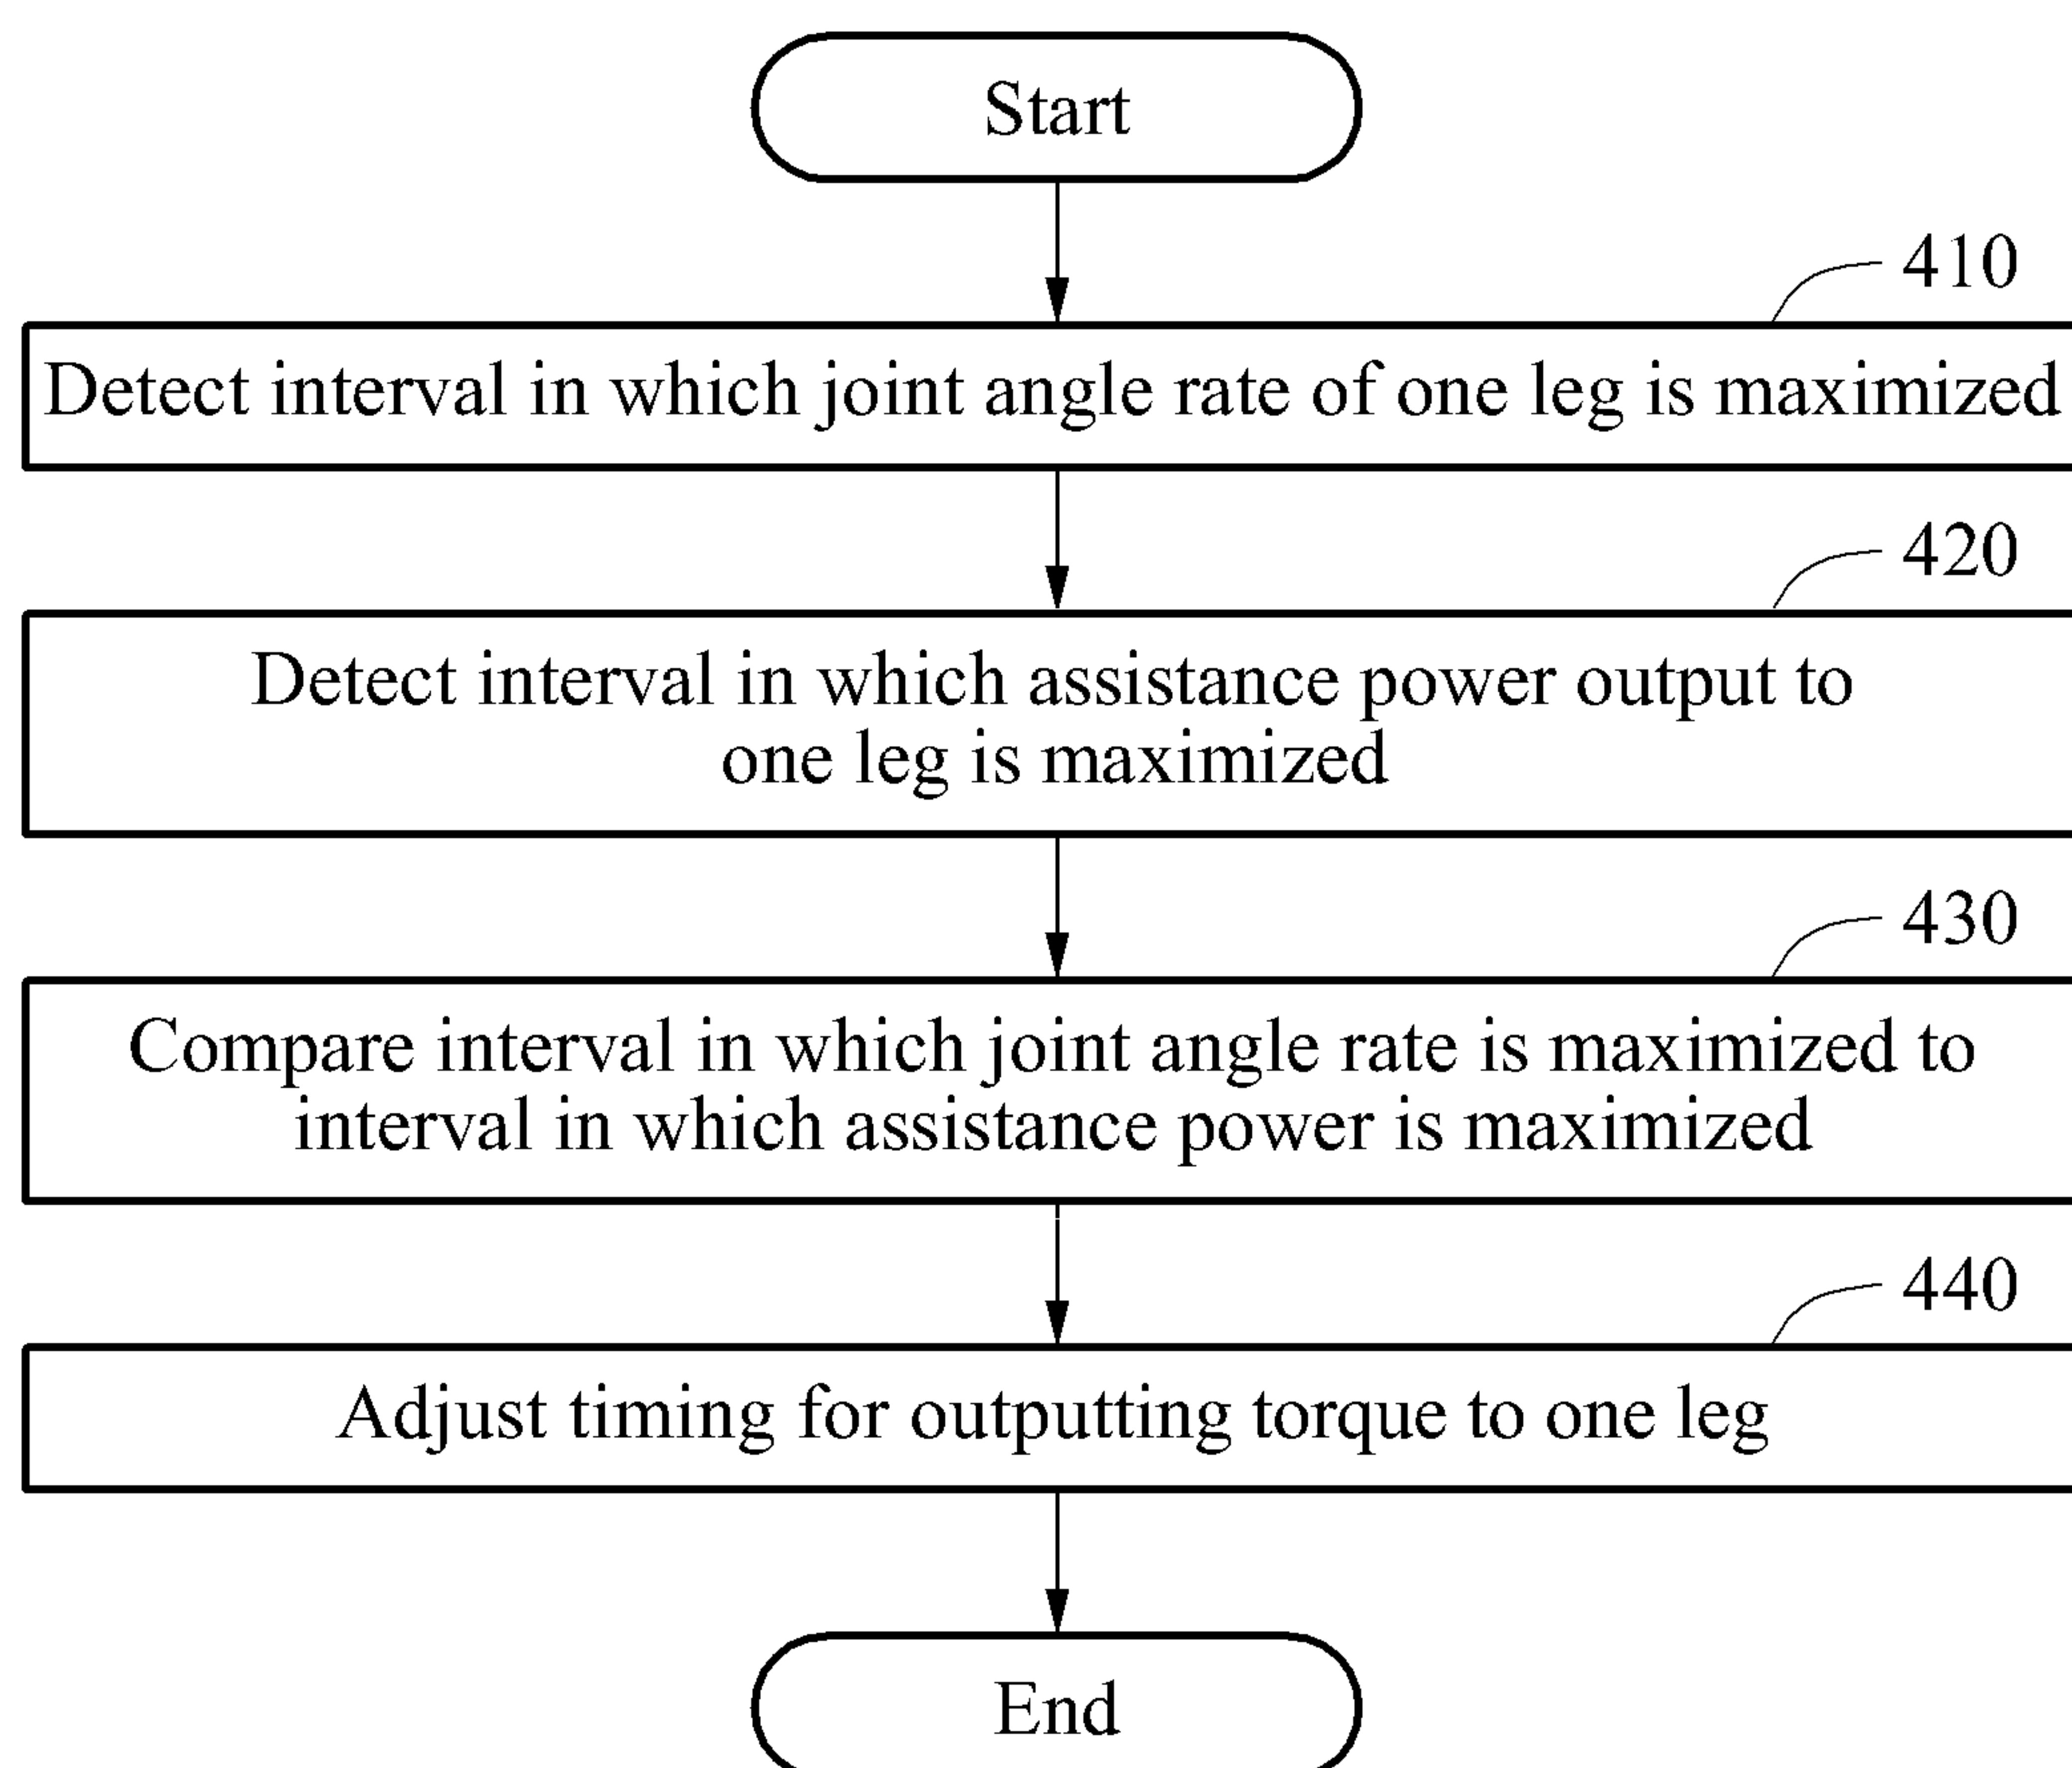 Start
410
Detect interval in which joint angle rate of one leg is maximized
420
Detect interval in which assistance power output to
one leg is maximized
430
Compare interval in which joint angle rate is maximized to
interval in which assistance power is maximized
440
Adjust timing for outputting torque to one leg
End